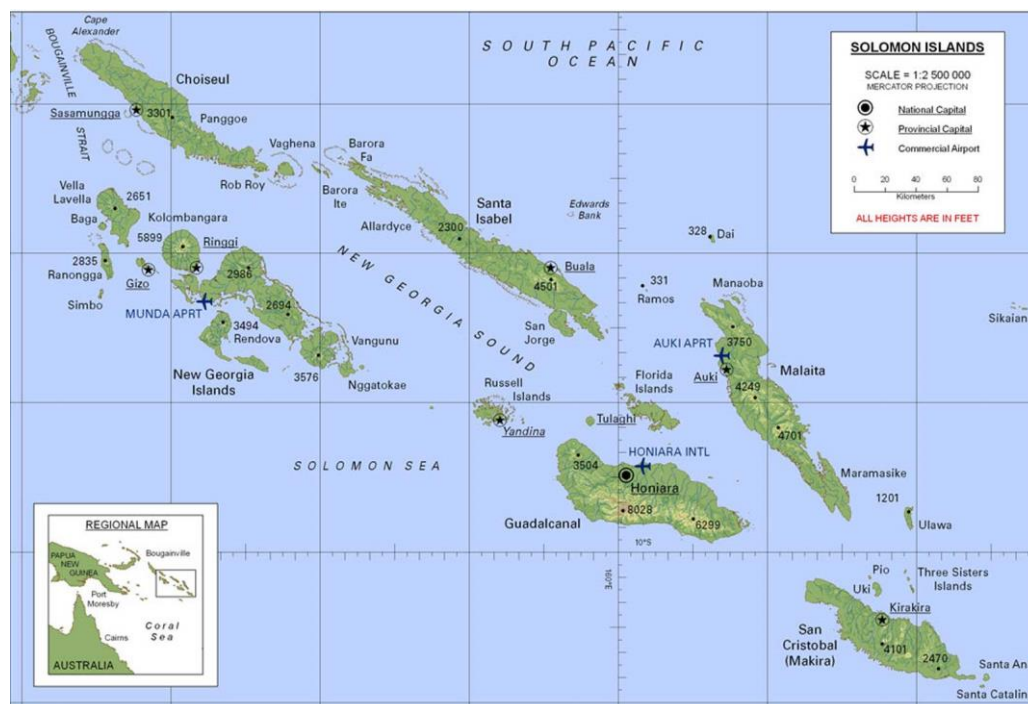 Cape
Alexander
BOUGAINVILLE
STRAIT
SOUTH PACIFIC
OCEAN
Choiseul
Sasamungga
3301
Panggoe
Vaghena
Rob Roy
Barora
Fa
Barora
Ite
Allardyce
Santa
Isabel
2300
Edwards
Bank
328
Dai
Vella
Lavella
2651
Baga
Kolombangara
5899
Ringgi
2835
Ranongga
Gizo
Simbo
2986
MUNDA APRT
2694
3494
Rendova
Vangunu
3576
New Georgia
Islands
Nggatokae
NEW GEORGIA SOUND
Buala
4501
San
Jorge
331
Ramos
Manaoba
Sikaian
AUKI APRT
3750
Auki
Malaita
4249
4701
Maramasike
1201
Ulawa
Russell
Islands
Yandina
Florida
Islands
Tulaghi
SOLOMON SEA
HONIARA INTL
3504
Honiara
8028
6299
Guadalcanal
10°S
160°E
Pio
Uki
Three Sisters
Islands
Kirakira
San
Cristobal
(Makira)
4101
2470
Santa An
Santa Catalin
SOLOMON ISLANDS
SCALE = 1:2 500 000
MERCATOR PROJECTION
National Capital
Provincial Capital
Commercial Airport
0 20 40 60 80
Kilometers
ALL HEIGHTS ARE IN FEET
REGIONAL MAP
Bougainville
PAPUA
NEW
GUINEA
Port
Moresby
Coral
Sea
Cairns
AUSTRALIA